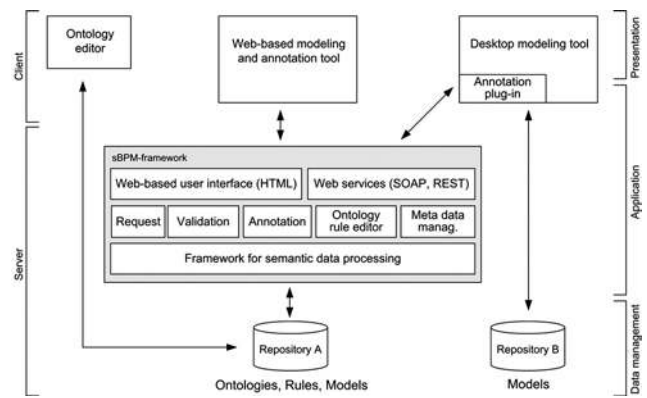 Client
Server
Ontology
editor
Web-based modeling
and annotation tool
Desktop modeling tool
Annotation
plug-in
Presentation
Application
Data management
sBPM-framework
Web-based user interface (HTML)
Web services (SOAP, REST)
Request
Validation
Annotation
Ontology
rule editor
Meta data
manag.
Framework for semantic data processing
Repository A
Ontologies, Rules, Models
Repository B
Models